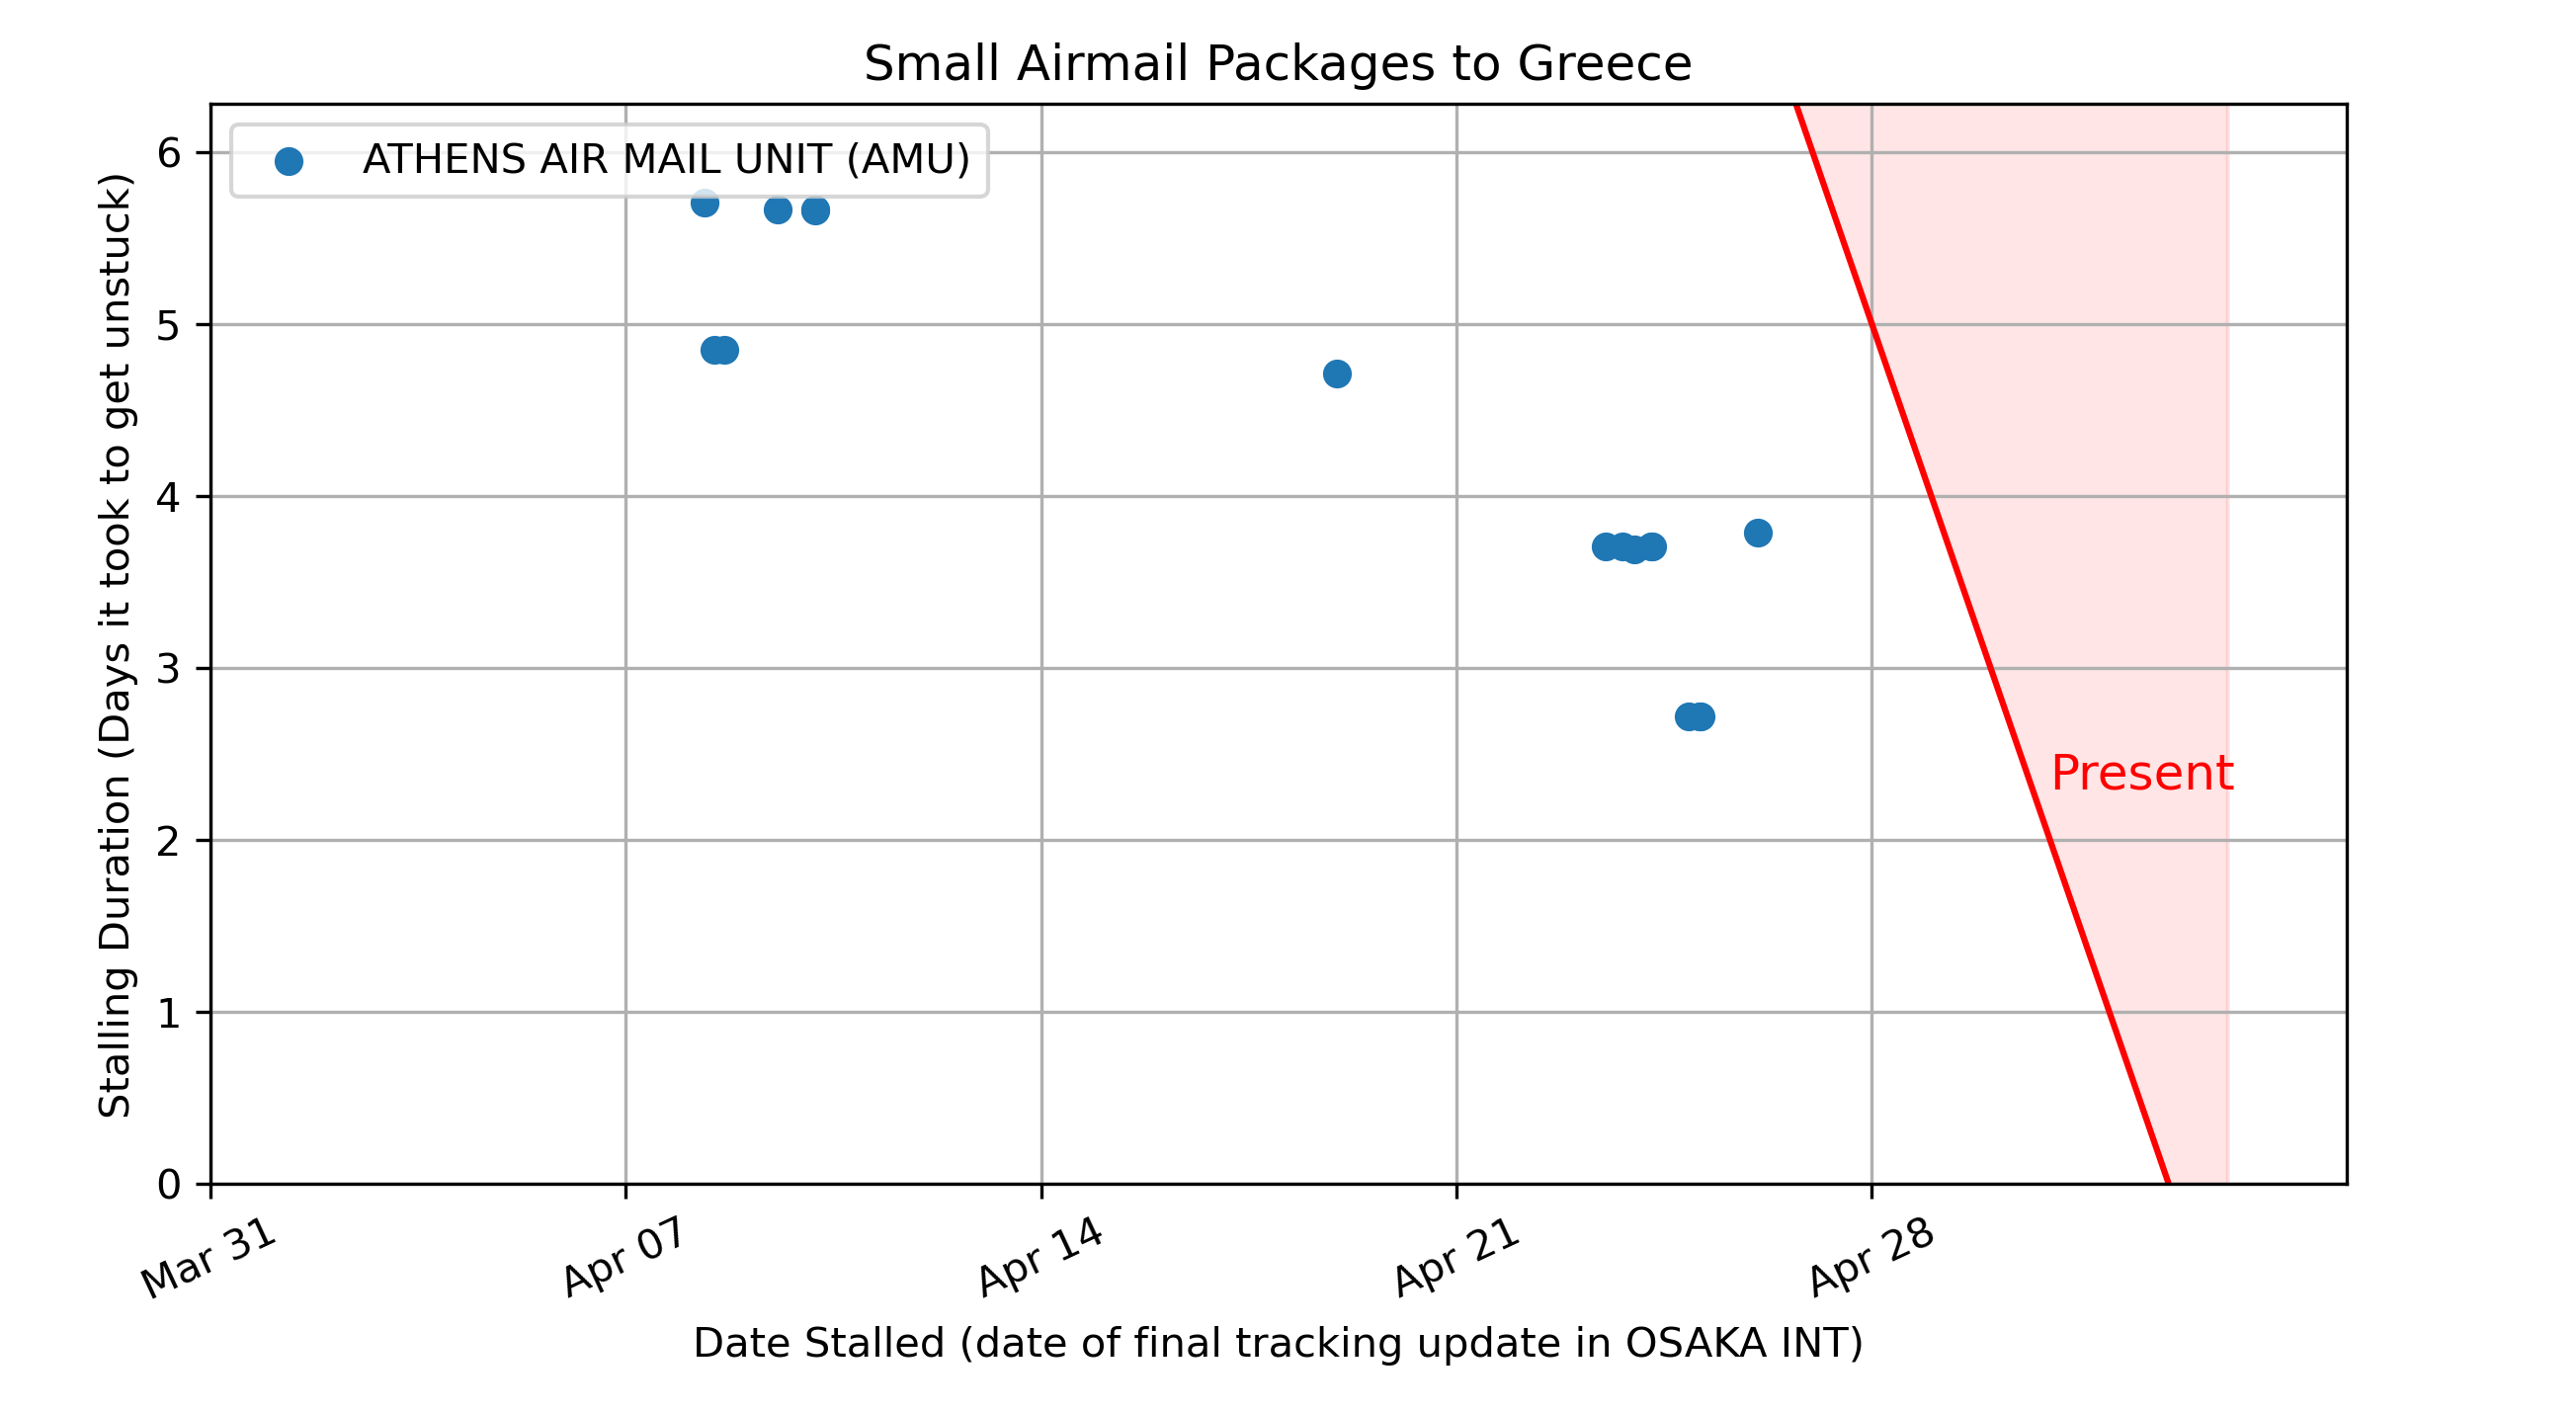 Small Airmail Packages to Greece
ATHENS AIR MAIL UNIT (AMU)
Stalling Duration (Days it took to get unstuck)
6
5
4
3
2
1
0
Present
Mar 31
Apr 07
Apr 14
Apr 21
Apr 28
Date Stalled (date of final tracking update in OSAKA INT)